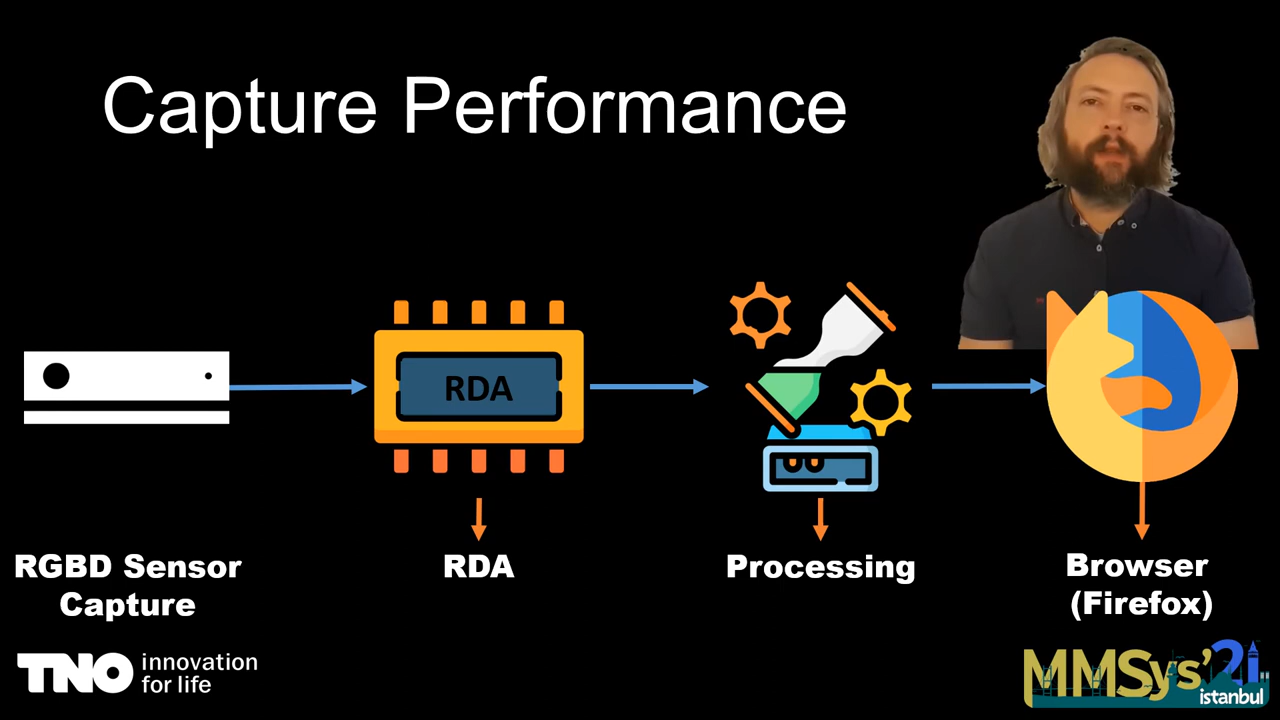 Capture Performance
RDA
RGBD Sensor
Capture
RDA
Processing
Browser
(Firefox)
TNO innovation
for life
MMSys'21
istanbul